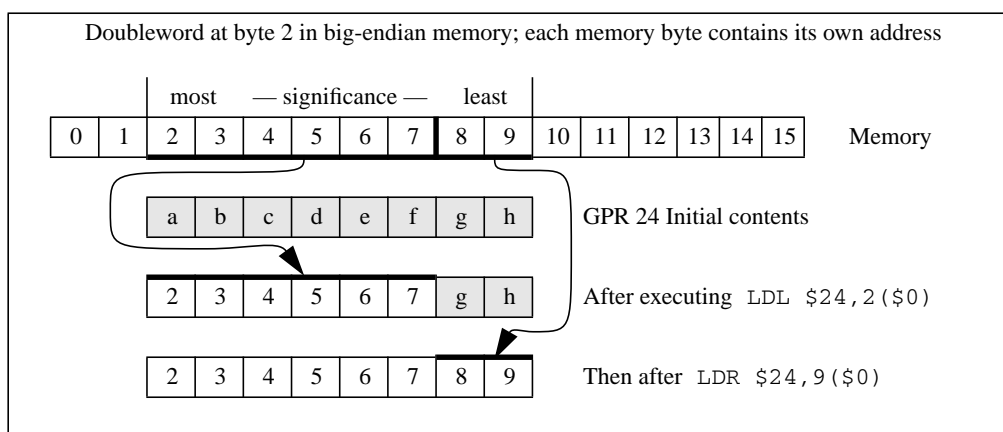 Doubleword at byte 2 in big-endian memory; each memory byte contains its own address
most — significance — least
0 1 2 3 4 5 6 7 8 9 10 11 12 13 14 15 Memory
a b c d e f g h GPR 24 Initial contents
2 3 4 5 6 7 g h After executing LDL $24,2($0)
2 3 4 5 6 7 8 9 Then after LDR $24,9($0)